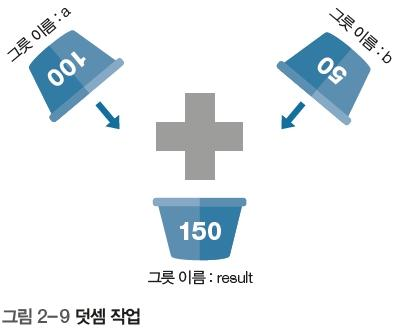 그릇 이름 : a
100
그릇 이름 : b
50
150
그릇 이름 : result
그림 2-9 덧셈 작업